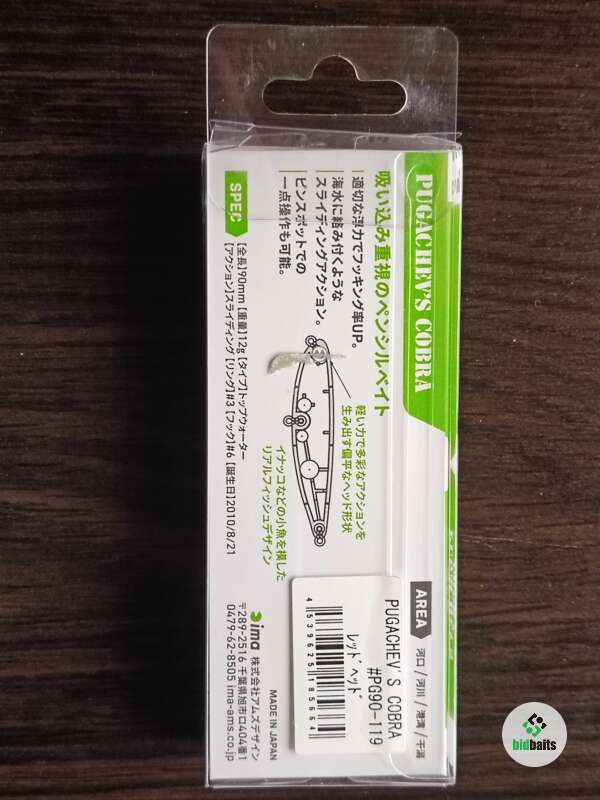 PUGACHEV'S COBRA
AREA 河口 / 河川 / 港湾 / 干潟
吸い込み重視のペンシルベイト
適切な浮力でフッキング率UP。
海水に絡み付くような
スライディングアクション。
ピンスポットでの
一点操作も可能。
軽い力で多彩なアクションを
生み出す偏平なヘッド形状
イナッコなどの小魚を模した
リアルフィッシュデザイン
SPEC
【全長】90mm【重量】12g【タイプ】トップウォーター
【アクション】スライディング【リング】#3【フック】#6【誕生日】2010/8/21
PUGACHEV'S COBRA
#PG90-119
レッドヘッド
4539625185664
MADE IN JAPAN
ima 株式会社アムズデザイン
〒289-2516 千葉県旭市ロ404番1
0479-62-8505 ima-ams.co.jp
bidbaits